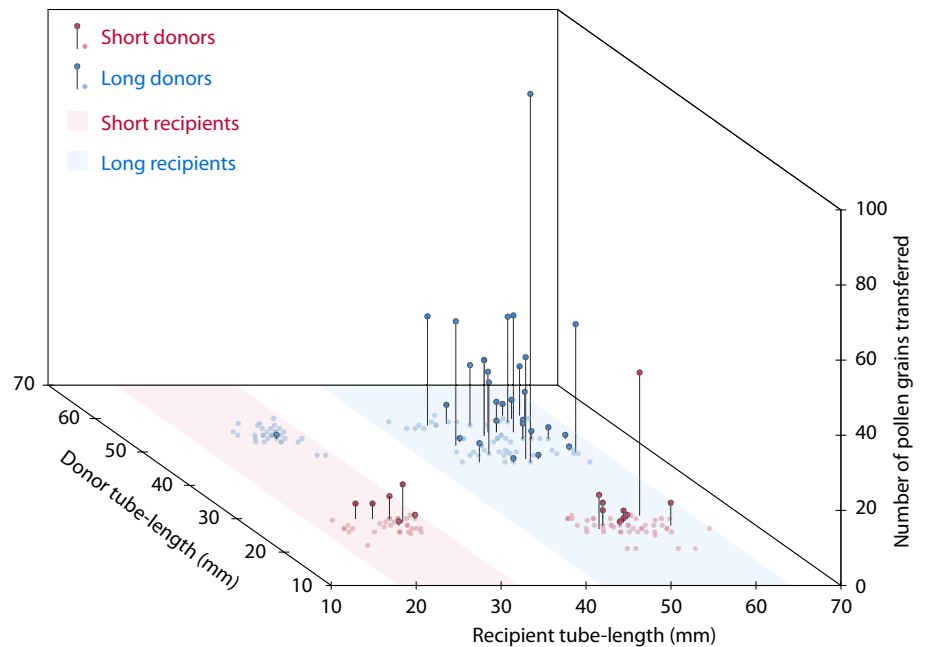 Short donors
Long donors
Short recipients
Long recipients
100
80
60
40
20
0
Number of pollen grains transferred
70
60
50
40
30
20
10
Donor tube-length (mm)
10
20
30
40
50
60
70
Recipient tube-length (mm)